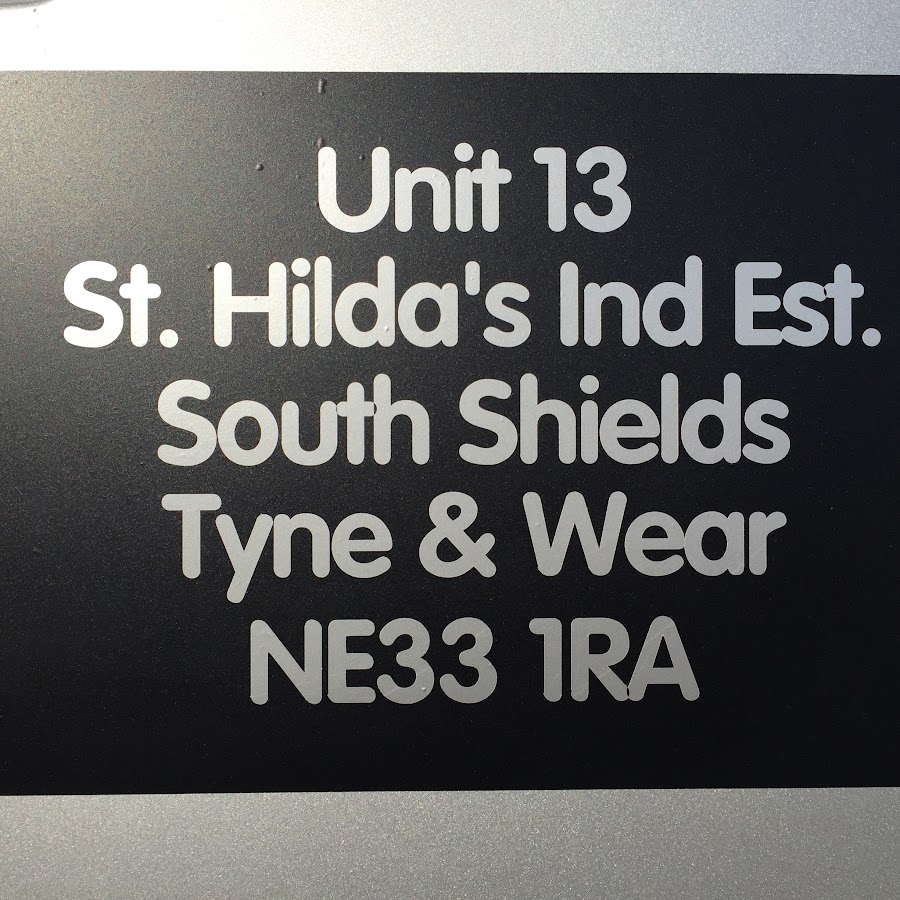 Unit 13
St. Hilda's Ind Est.
South Shields
Tyne & Wear
NE33 1RA